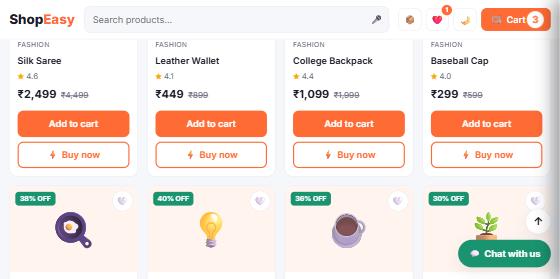 ShopEasy
Search products...
1
Cart 3
FASHION
Silk Saree
4.6
₹2,499 ₹4,499
Add to cart
Buy now
FASHION
Leather Wallet
4.1
₹449 ₹899
Add to cart
Buy now
FASHION
College Backpack
4.4
₹1,099 ₹1,999
Add to cart
Buy now
FASHION
Baseball Cap
4.0
₹299 ₹599
Add to cart
Buy now
38% OFF
40% OFF
36% OFF
30% OFF
Chat with us